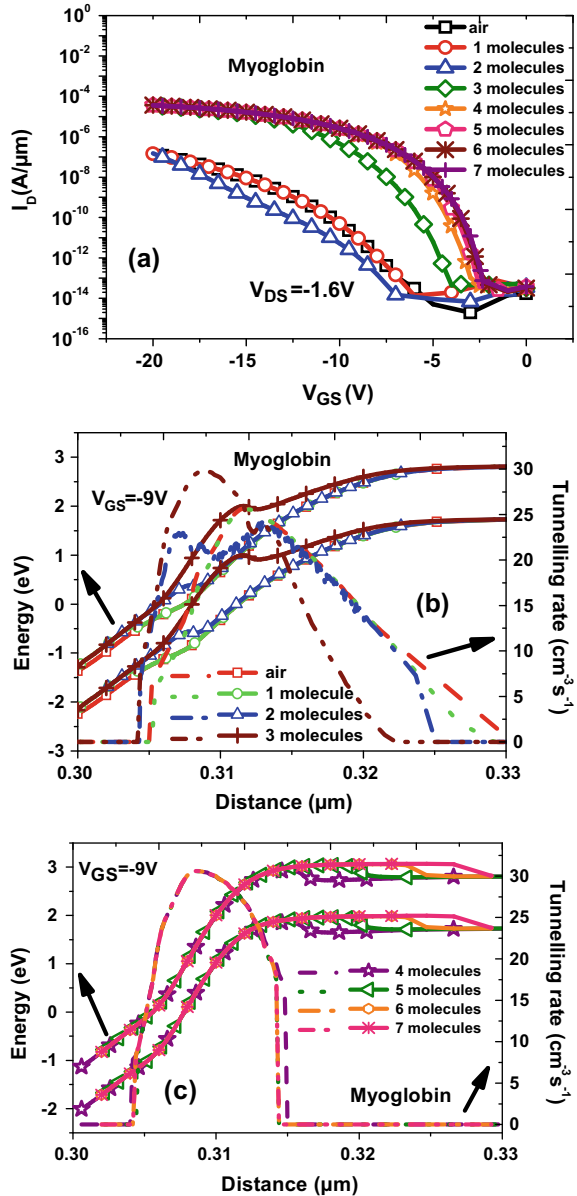 10⁰
10⁻²
10⁻⁴
10⁻⁶
10⁻⁸
10⁻¹⁰
10⁻¹²
10⁻¹⁴
10⁻¹⁶
I_D(A/μm)
Myoglobin
air
1 molecules
2 molecules
3 molecules
4 molecules
5 molecules
6 molecules
7 molecules
(a)
V_DS=-1.6V
-20 -15 -10 -5 0
V_GS (V)
3
2
1
0
-1
-2
-3
Energy (eV)
Myoglobin
V_GS=-9V
(b)
air
1 molecule
2 molecules
3 molecules
30
25
20
15
10
5
0
Tunnelling rate (cm⁻³ s⁻¹)
0.30 0.31 0.32 0.33
Distance (μm)
3
2
1
0
-1
-2
Energy (eV)
V_GS=-9V
4 molecules
5 molecules
6 molecules
7 molecules
(c)
Myoglobin
30
25
20
15
10
5
0
Tunnelling rate (cm⁻³ s⁻¹)
0.30 0.31 0.32 0.33
Distance (μm)